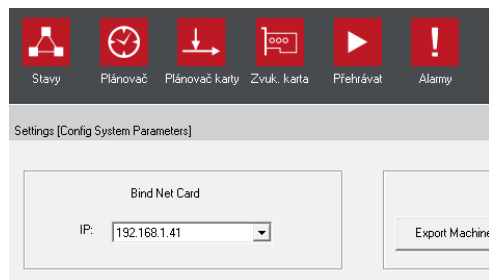 Stavy Plánovač Plánovač karty Zvuk. karta Přehrávat Alarmy
Settings [Config System Parameters]
Bind Net Card
IP: 192.168.1.41
Export Machine